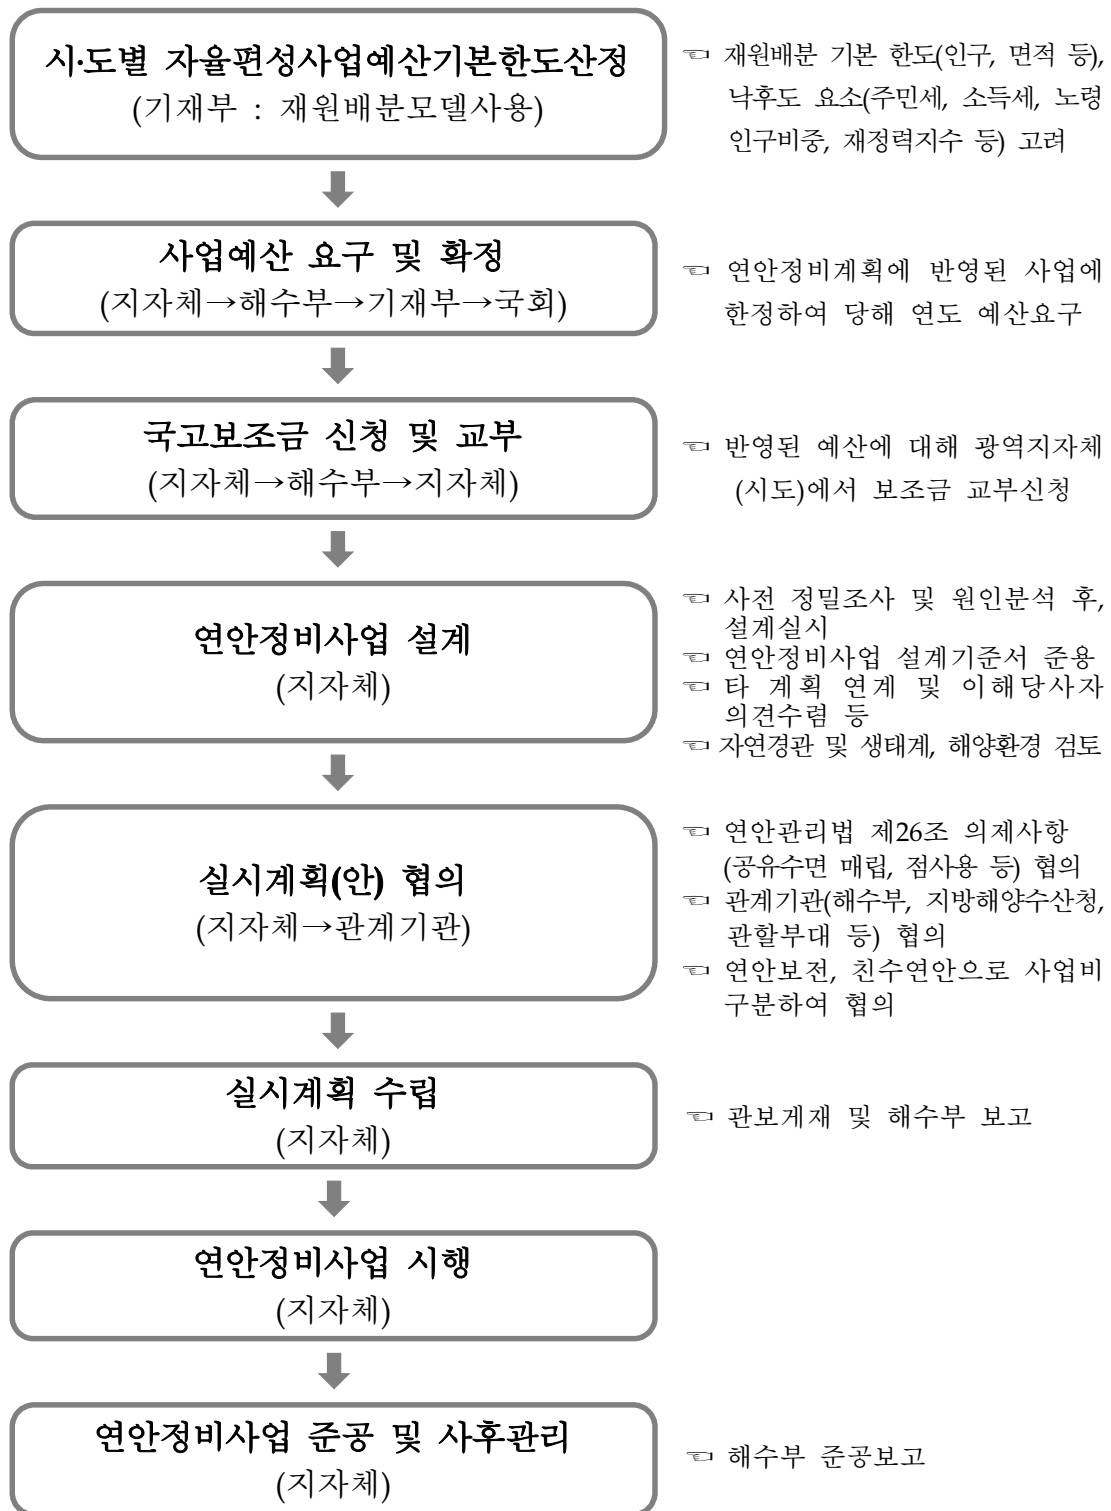 시·도별 자율편성사업예산기본한도산정
(기재부 : 재원배분모델사용)
☜ 재원배분 기본 한도(인구, 면적 등),
낙후도 요소(주민세, 소득세, 노령
인구비중, 재정력지수 등) 고려
사업예산 요구 및 확정
(지자체→해수부→기재부→국회)
☜ 연안정비계획에 반영된 사업에
한정하여 당해 연도 예산요구
국고보조금 신청 및 교부
(지자체→해수부→지자체)
☜ 반영된 예산에 대해 광역지자체
(시도)에서 보조금 교부신청
연안정비사업 설계
(지자체)
☜ 사전 정밀조사 및 원인분석 후,
설계실시
☜ 연안정비사업 설계기준서 준용
☜ 타 계획 연계 및 이해당사자
의견수렴 등
☜ 자연경관 및 생태계, 해양환경 검토
실시계획(안) 협의
(지자체→관계기관)
☜ 연안관리법 제26조 의제사항
(공유수면 매립, 점사용 등) 협의
☜ 관계기관(해수부, 지방해양수산청,
관할부대 등) 협의
☜ 연안보전, 친수연안으로 사업비
구분하여 협의
실시계획 수립
(지자체)
☜ 관보게재 및 해수부 보고
연안정비사업 시행
(지자체)
연안정비사업 준공 및 사후관리
(지자체)
☜ 해수부 준공보고